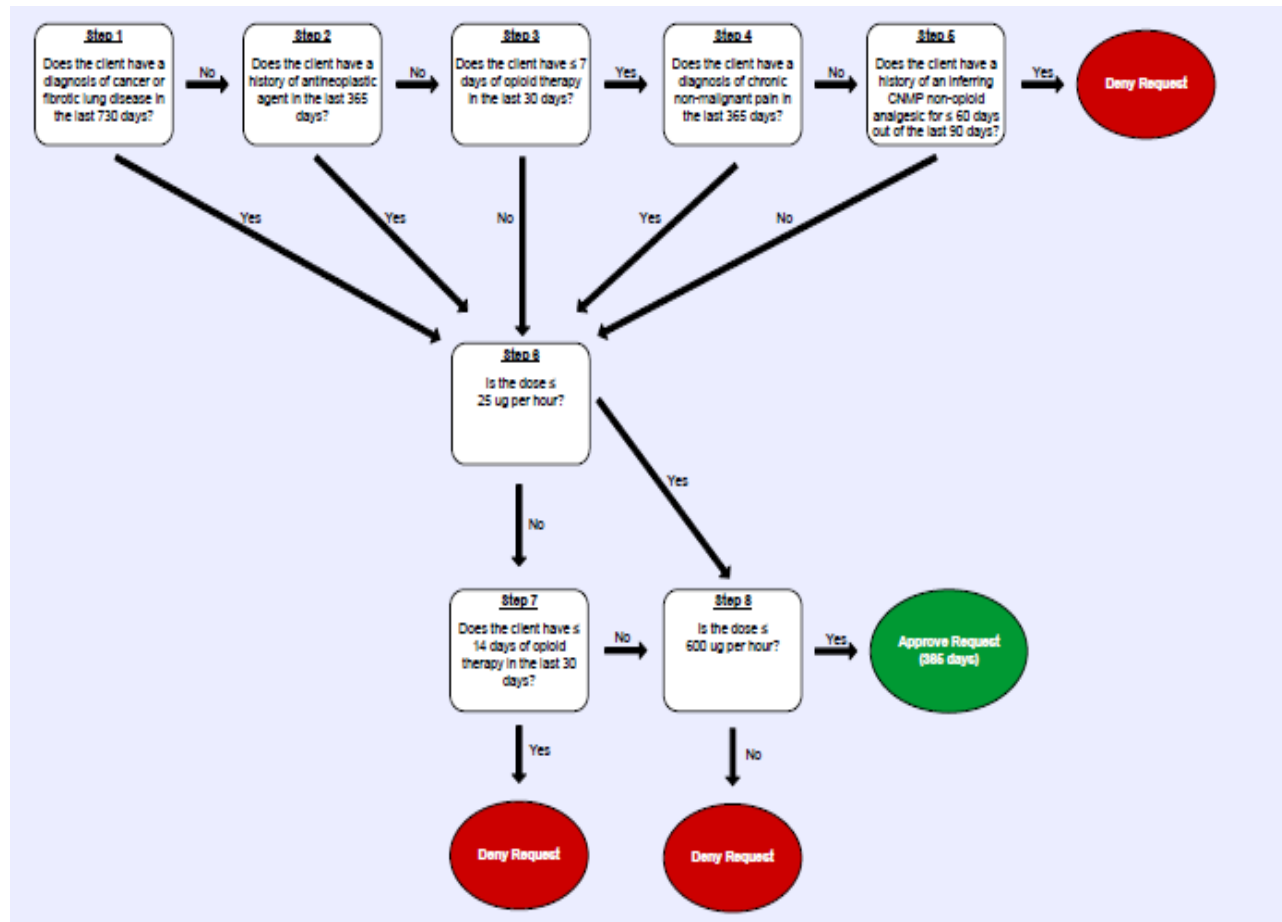 Step 1
Does the client have a
diagnosis of cancer or
fibrotic lung disease in
the last 730 days?
No
Step 2
Does the client have a
history of antineoplastic
agent in the last 365
days?
No
Step 3
Does the client have ≤ 7
days of opioid therapy
in the last 30 days?
Yes
Step 4
Does the client have a
diagnosis of chronic
non-malignant pain in
the last 365 days?
No
Step 5
Does the client have a
history of an inferring
CNMP non-opioid
analgesic for ≤ 60 days
out of the last 90 days?
Yes
Deny Request
Yes
Yes
No
Yes
No
Step 6
Is the dose ≤
25 ug per hour?
Yes
No
Step 7
Does the client have ≤
14 days of opioid
therapy in the last 30
days?
No
Step 8
Is the dose ≤
600 ug per hour?
Yes
Approve Request
(365 days)
Yes
No
Deny Request
Deny Request